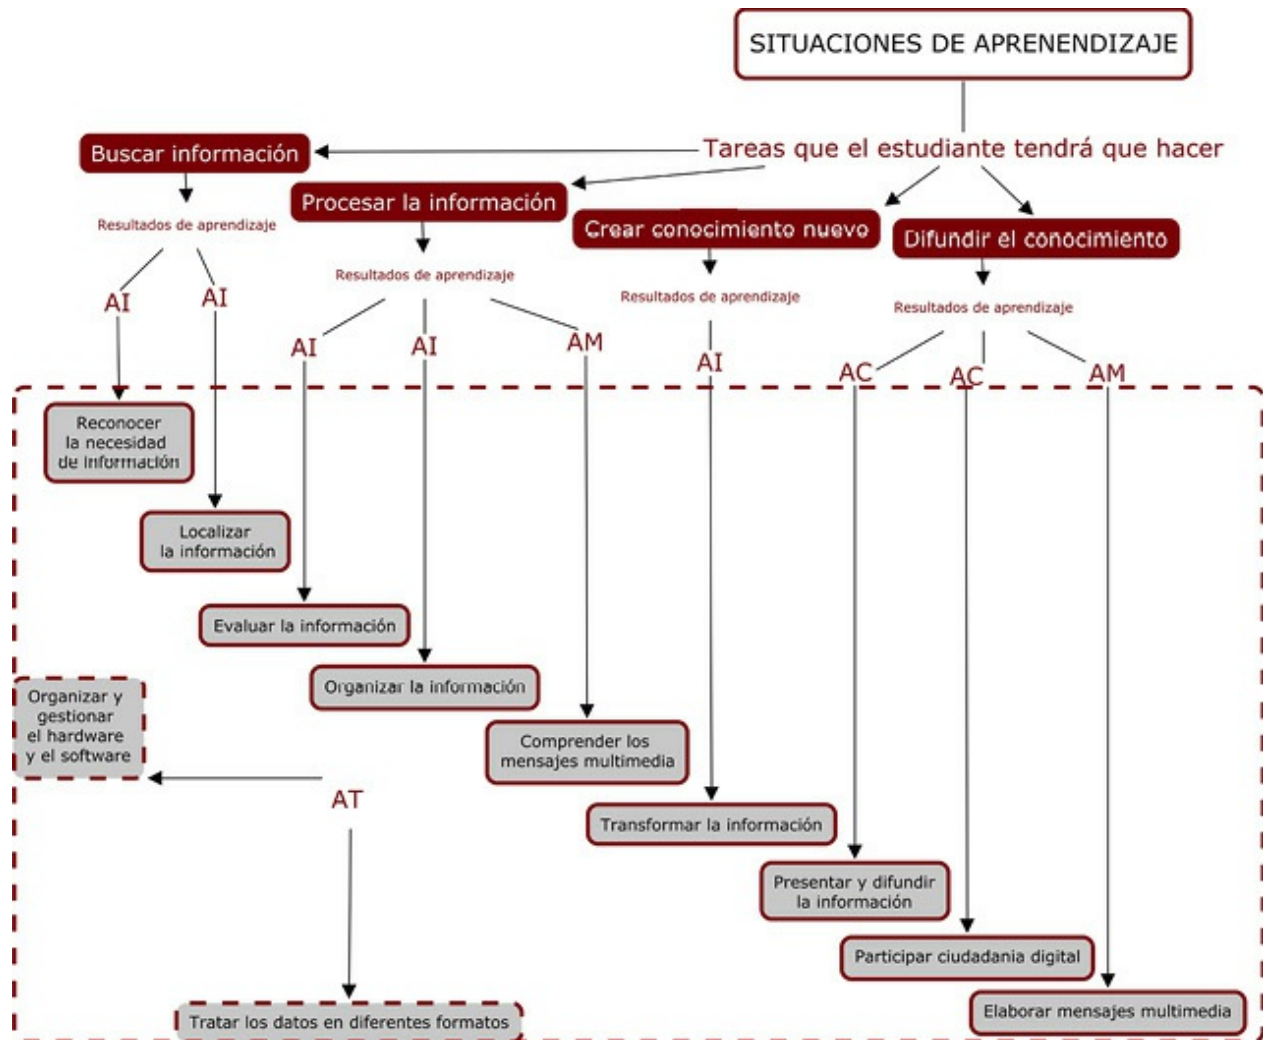 SITUACIONES DE APRENENDIZAJE
Tareas que el estudiante tendrá que hacer
Buscar información
Procesar la información
Crear conocimiento nuevo
Difundir el conocimiento
Resultados de aprendizaje
Resultados de aprendizaje
Resultados de aprendizaje
Resultados de aprendizaje
AI
AI
AI
AI
AM
AI
AC
AC
AM
Reconocer
la necesidad
de información
Localizar
la información
Evaluar la información
Organizar la información
Organizar y
gestionar
el hardware
y el software
Comprender los
mensajes multimedia
AT
Transformar la información
Presentar y difundir
la información
Participar ciudadania digital
Elaborar mensajes multimedia
Tratar los datos en diferentes formatos